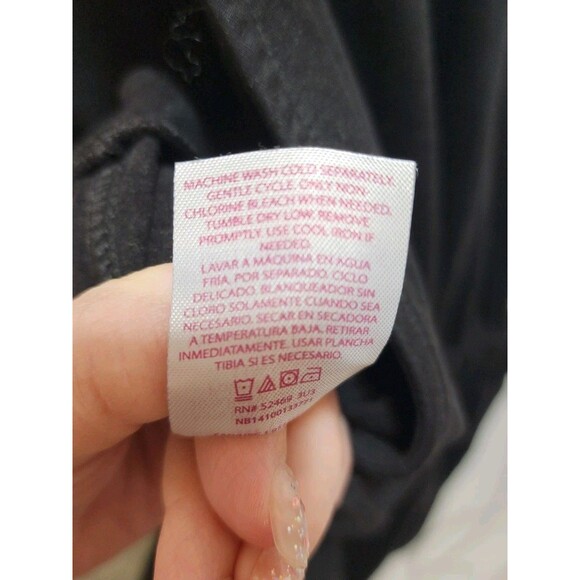 MACHINE WASH COLD SEPARATELY.
GENTLE CYCLE. ONLY NON-
CHLORINE BLEACH WHEN NEEDED.
TUMBLE DRY LOW. REMOVE
PROMPTLY. USE COOL IRON IF
NEEDED.
LAVAR A MÁQUINA EN AGUA
FRÍA, POR SEPARADO. CICLO
DELICADO. BLANQUEADOR SIN
CLORO SOLAMENTE CUANDO SEA
NECESARIO. SECAR EN SECADORA
A TEMPERATURA BAJA. RETIRAR
INMEDIATAMENTE. USAR PLANCHA
TIBIA SI ES NECESARIO.
RN# 52469 3U3